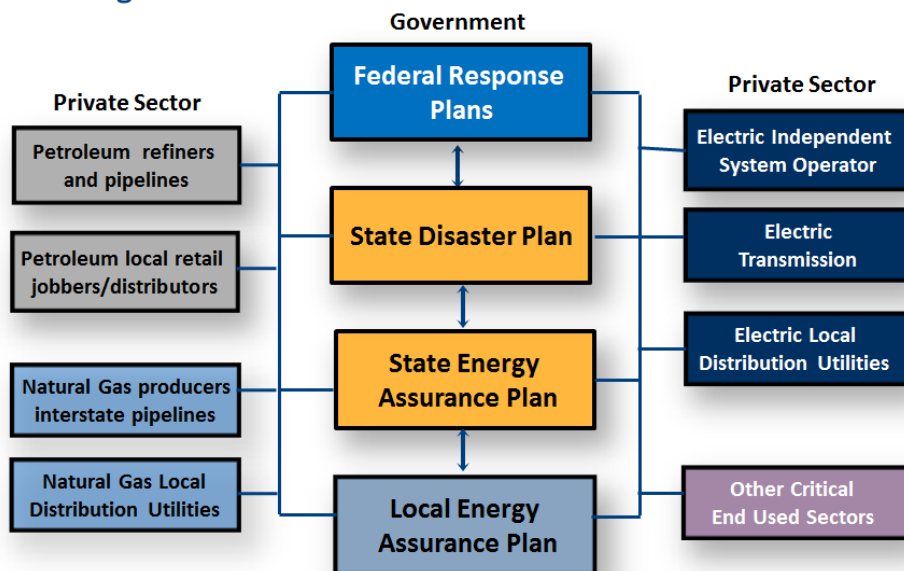 Government
Federal Response
Plans
Private Sector
Petroleum refiners
and pipelines
Petroleum local retail
jobbers/distributors
Natural Gas producers
interstate pipelines
Natural Gas Local
Distribution Utilities
State Disaster Plan
State Energy
Assurance Plan
Local Energy
Assurance Plan
Private Sector
Electric Independent
System Operator
Electric
Transmission
Electric Local
Distribution Utilities
Other Critical
End Used Sectors